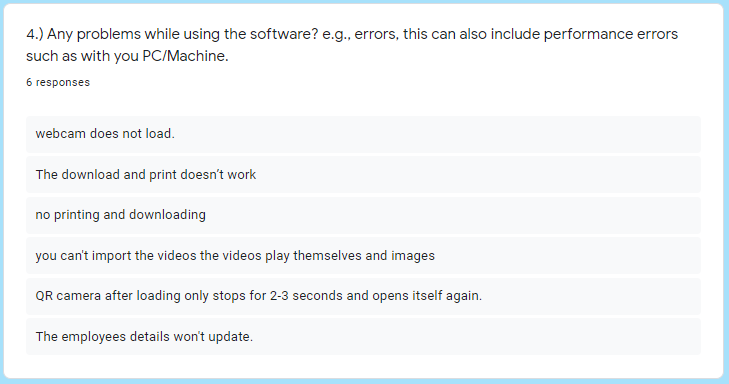 4.) Any problems while using the software? e.g., errors, this can also include performance errors
such as with you PC/Machine.
6 responses
webcam does not load.
The download and print doesn't work
no printing and downloading
you can't import the videos the videos play themselves and images
QR camera after loading only stops for 2-3 seconds and opens itself again.
The employees details won't update.